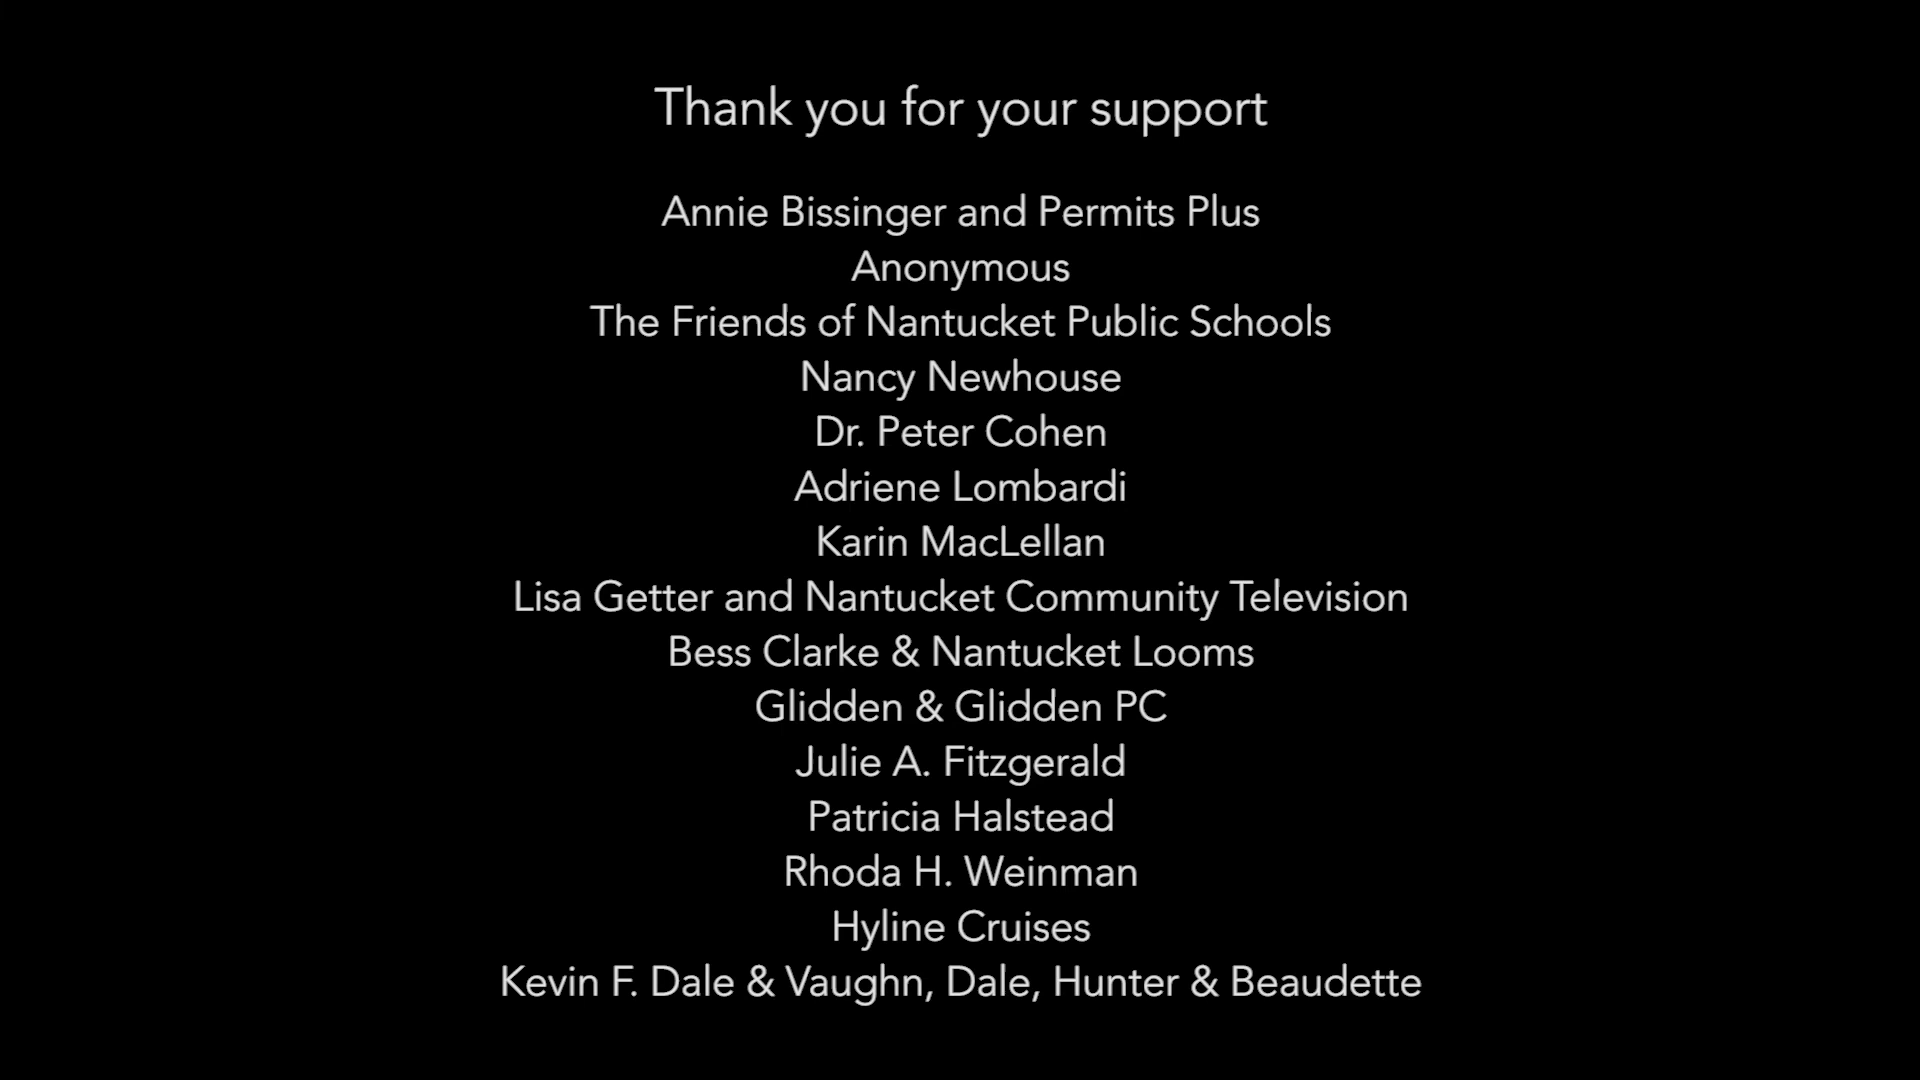 Thank you for your support
Annie Bissinger and Permits Plus
Anonymous
The Friends of Nantucket Public Schools
Nancy Newhouse
Dr. Peter Cohen
Adriene Lombardi
Karin MacLellan
Lisa Getter and Nantucket Community Television
Bess Clarke & Nantucket Looms
Glidden & Glidden PC
Julie A. Fitzgerald
Patricia Halstead
Rhoda H. Weinman
Hyline Cruises
Kevin F. Dale & Vaughn, Dale, Hunter & Beaudette